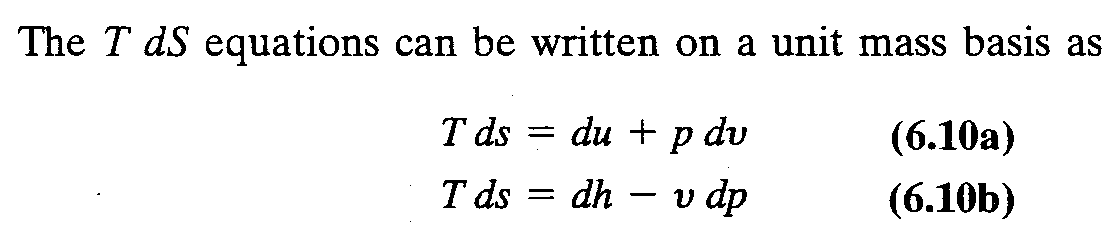 The T dS equations can be written on a unit mass basis as
T ds = du + p dv (6.10a)
T ds = dh − v dp (6.10b)